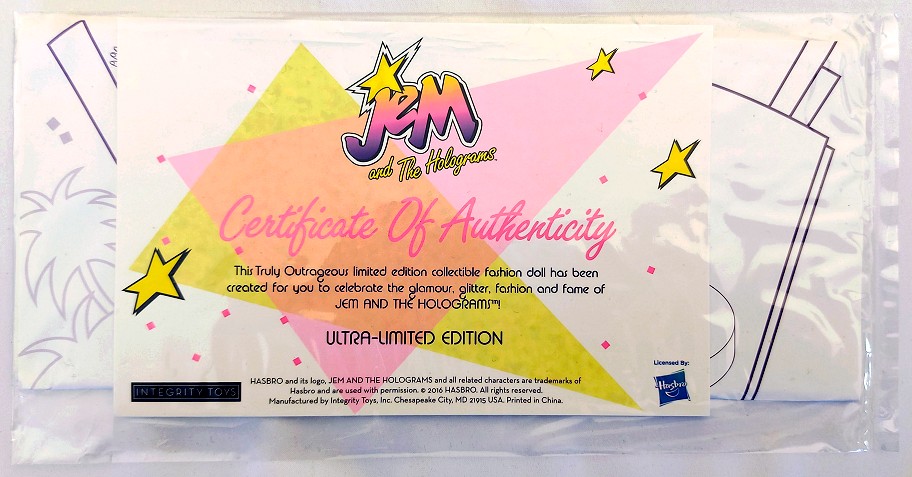 JEM
and The Holograms
Certificate Of Authenticity
This Truly Outrageous limited edition collectible fashion doll has been
created for you to celebrate the glamour, glitter, fashion and fame of
JEM AND THE HOLOGRAMS™!
ULTRA-LIMITED EDITION
Licensed By:
Hasbro
INTEGRITY TOYS
HASBRO and its logo, JEM AND THE HOLOGRAMS and all related characters are trademarks of
Hasbro and are used with permission. © 2016 HASBRO. All rights reserved.
Manufactured by Integrity Toys, Inc. Chesapeake City, MD 21915 USA. Printed in China.